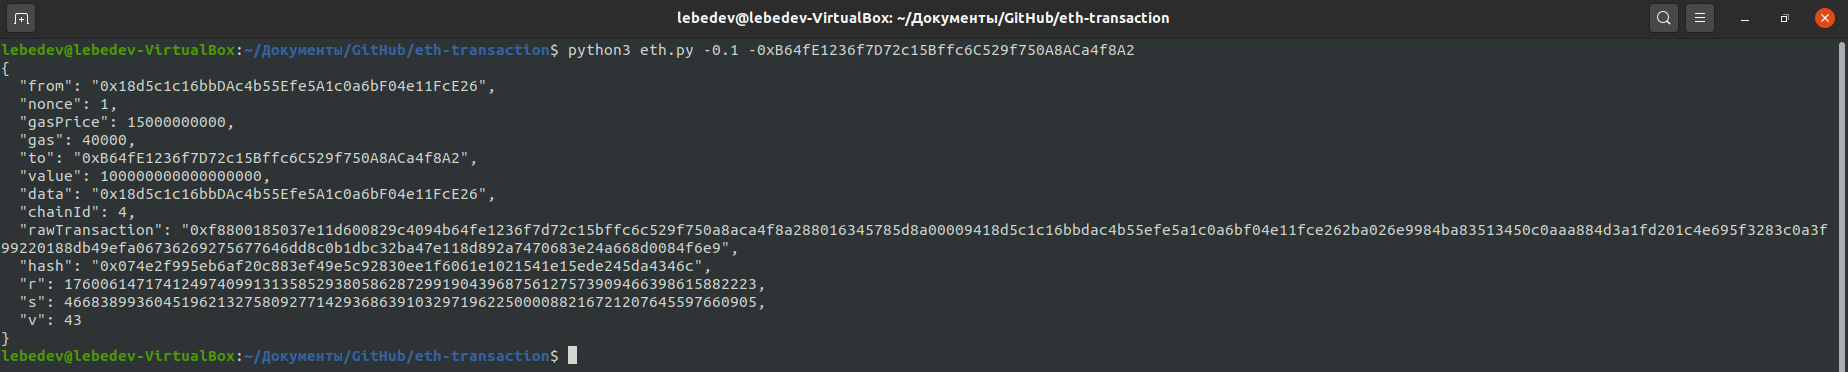 lebedev@lebedev-VirtualBox: ~/Документы/GitHub/eth-transaction
lebedev@lebedev-VirtualBox:~/Документы/GitHub/eth-transaction$ python3 eth.py -0.1 -0xB64fE1236f7D72c15Bffc6C529f750A8ACa4f8A2
{
  "from": "0x18d5c1c16bbDAc4b55Efe5A1c0a6bF04e11FcE26",
  "nonce": 1,
  "gasPrice": 15000000000,
  "gas": 40000,
  "to": "0xB64fE1236f7D72c15Bffc6C529f750A8ACa4f8A2",
  "value": 100000000000000000,
  "data": "0x18d5c1c16bbDAc4b55Efe5A1c0a6bF04e11FcE26",
  "chainId": 4,
  "rawTransaction": "0xf8800185037e11d600829c4094b64fe1236f7d72c15bffc6c529f750a8aca4f8a288016345785d8a00009418d5c1c16bbdac4b55efe5a1c0a6bf04e11fce262ba026e9984ba83513450c0aaa884d3a1fd201c4e695f3283c0a3f
99220188db49efa06736269275677646dd8c0b1dbc32ba47e118d892a7470683e24a668d0084f6e9",
  "hash": "0x074e2f995eb6af20c883ef49e5c92830ee1f6061e1021541e15ede245da4346c",
  "r": 17600614717412497409913135852938058628729919043968756127573909466398615882223,
  "s": 46683899360451962132758092771429368639103297196225000088216721207645597660905,
  "v": 43
}
lebedev@lebedev-VirtualBox:~/Документы/GitHub/eth-transaction$